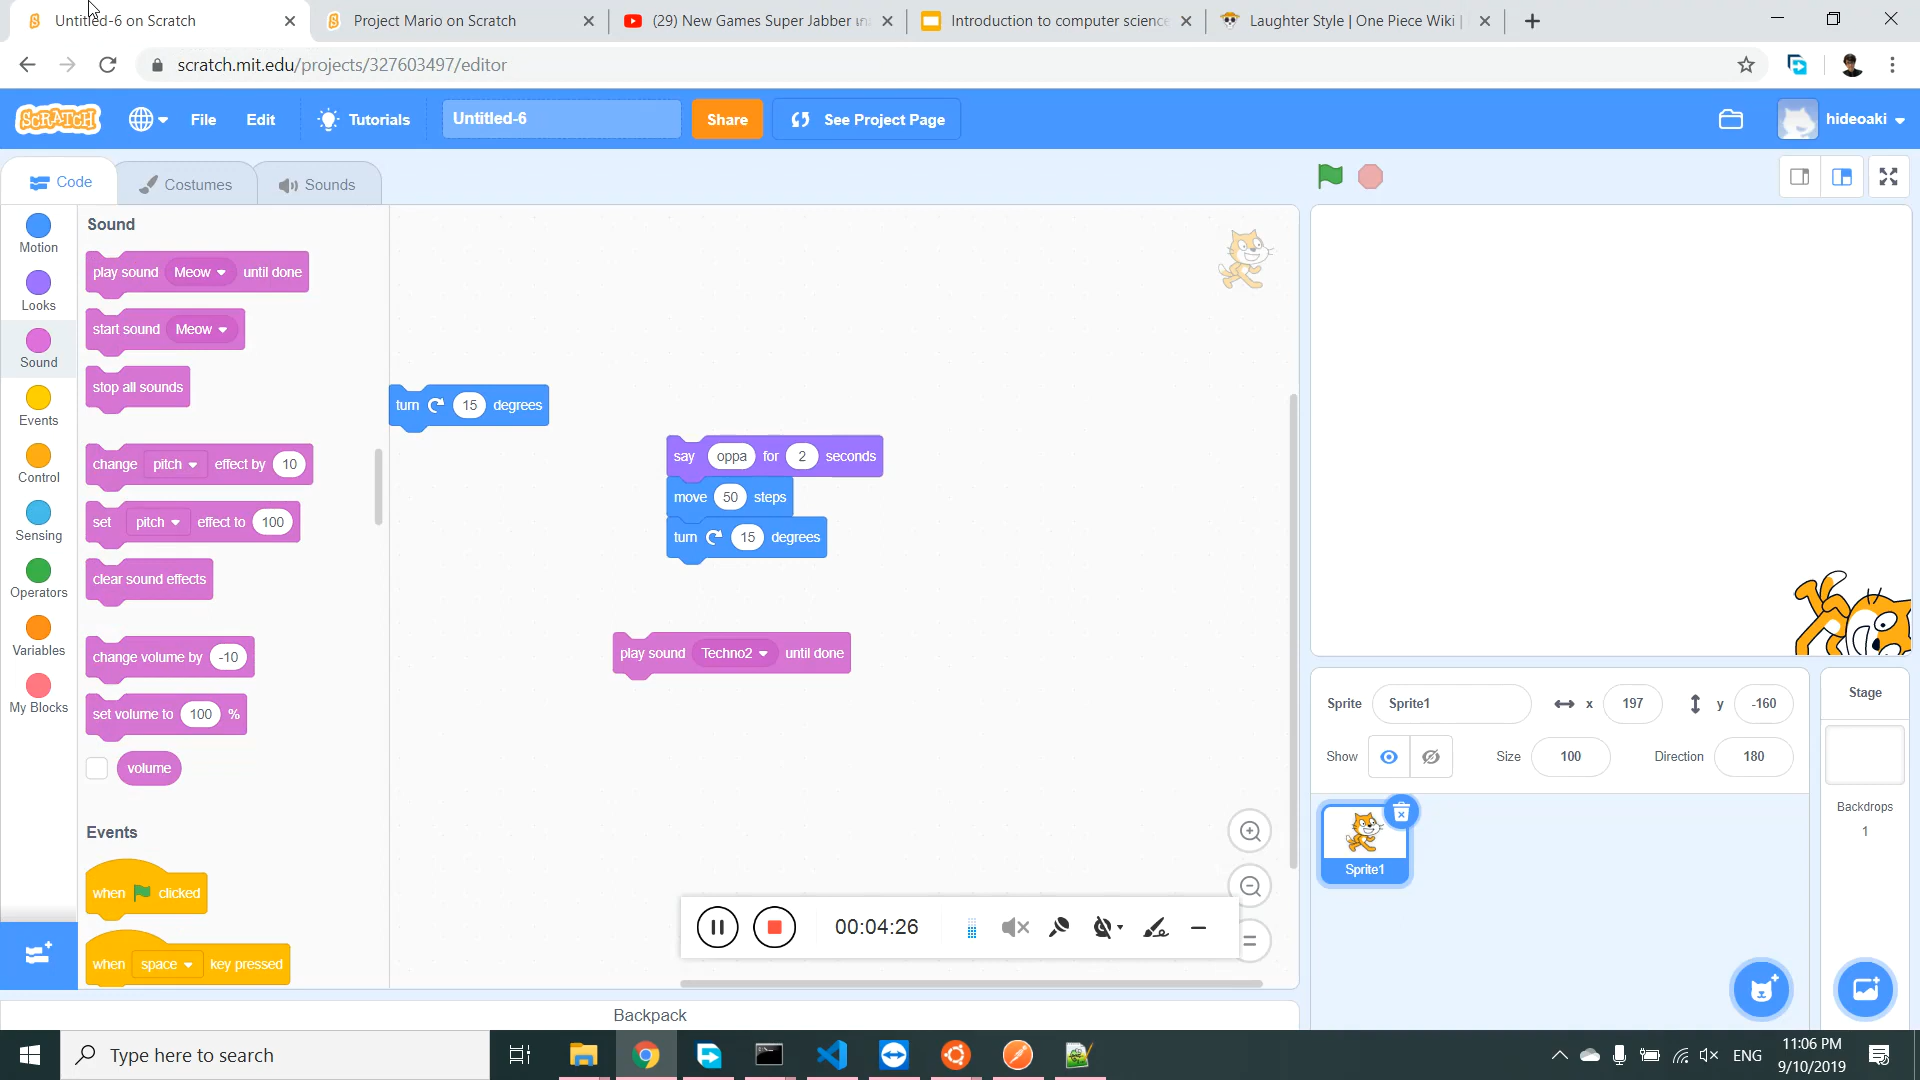 Untitled-6 on Scratch
Project Mario on Scratch
(29) New Games Super Jabber
Introduction to computer science
Laughter Style | One Piece Wiki |
scratch.mit.edu/projects/327603497/editor
SCRATCH
File
Edit
Tutorials
Untitled-6
Share
See Project Page
hideoaki
Code
Costumes
Sounds
Motion
Looks
Sound
Events
Control
Sensing
Operators
Variables
My Blocks
Sound
play sound Meow until done
start sound Meow
stop all sounds
change pitch effect by 10
set pitch effect to 100
clear sound effects
change volume by -10
set volume to 100 %
volume
Events
when clicked
when space key pressed
turn 15 degrees
say oppa for 2 seconds
move 50 steps
turn 15 degrees
play sound Techno2 until done
00:04:26
Backpack
Sprite Sprite1 x 197 y -160
Show Size 100 Direction 180
Sprite1
Stage
Backdrops
1
Type here to search
ENG
11:06 PM
9/10/2019